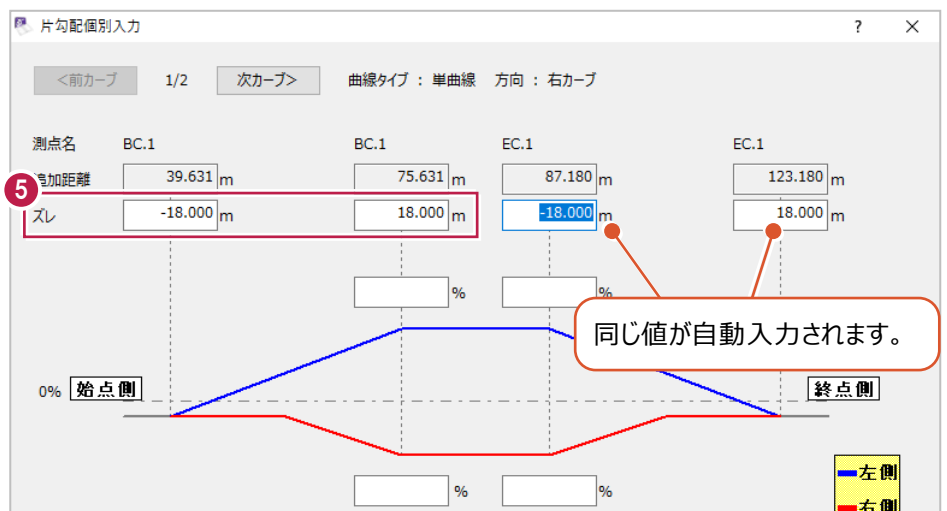 片勾配個別入力 ? ×
<前カーブ 1/2 次カーブ> 曲線タイプ : 単曲線 方向 : 右カーブ
測点名 BC.1 BC.1 EC.1 EC.1
5
追加距離 39.631 m 75.631 m 87.180 m 123.180 m
ズレ -18.000 m 18.000 m -18.000 m 18.000 m
% %
同じ値が自動入力されます。
0% 始点側 終点側
左側
% %
右側